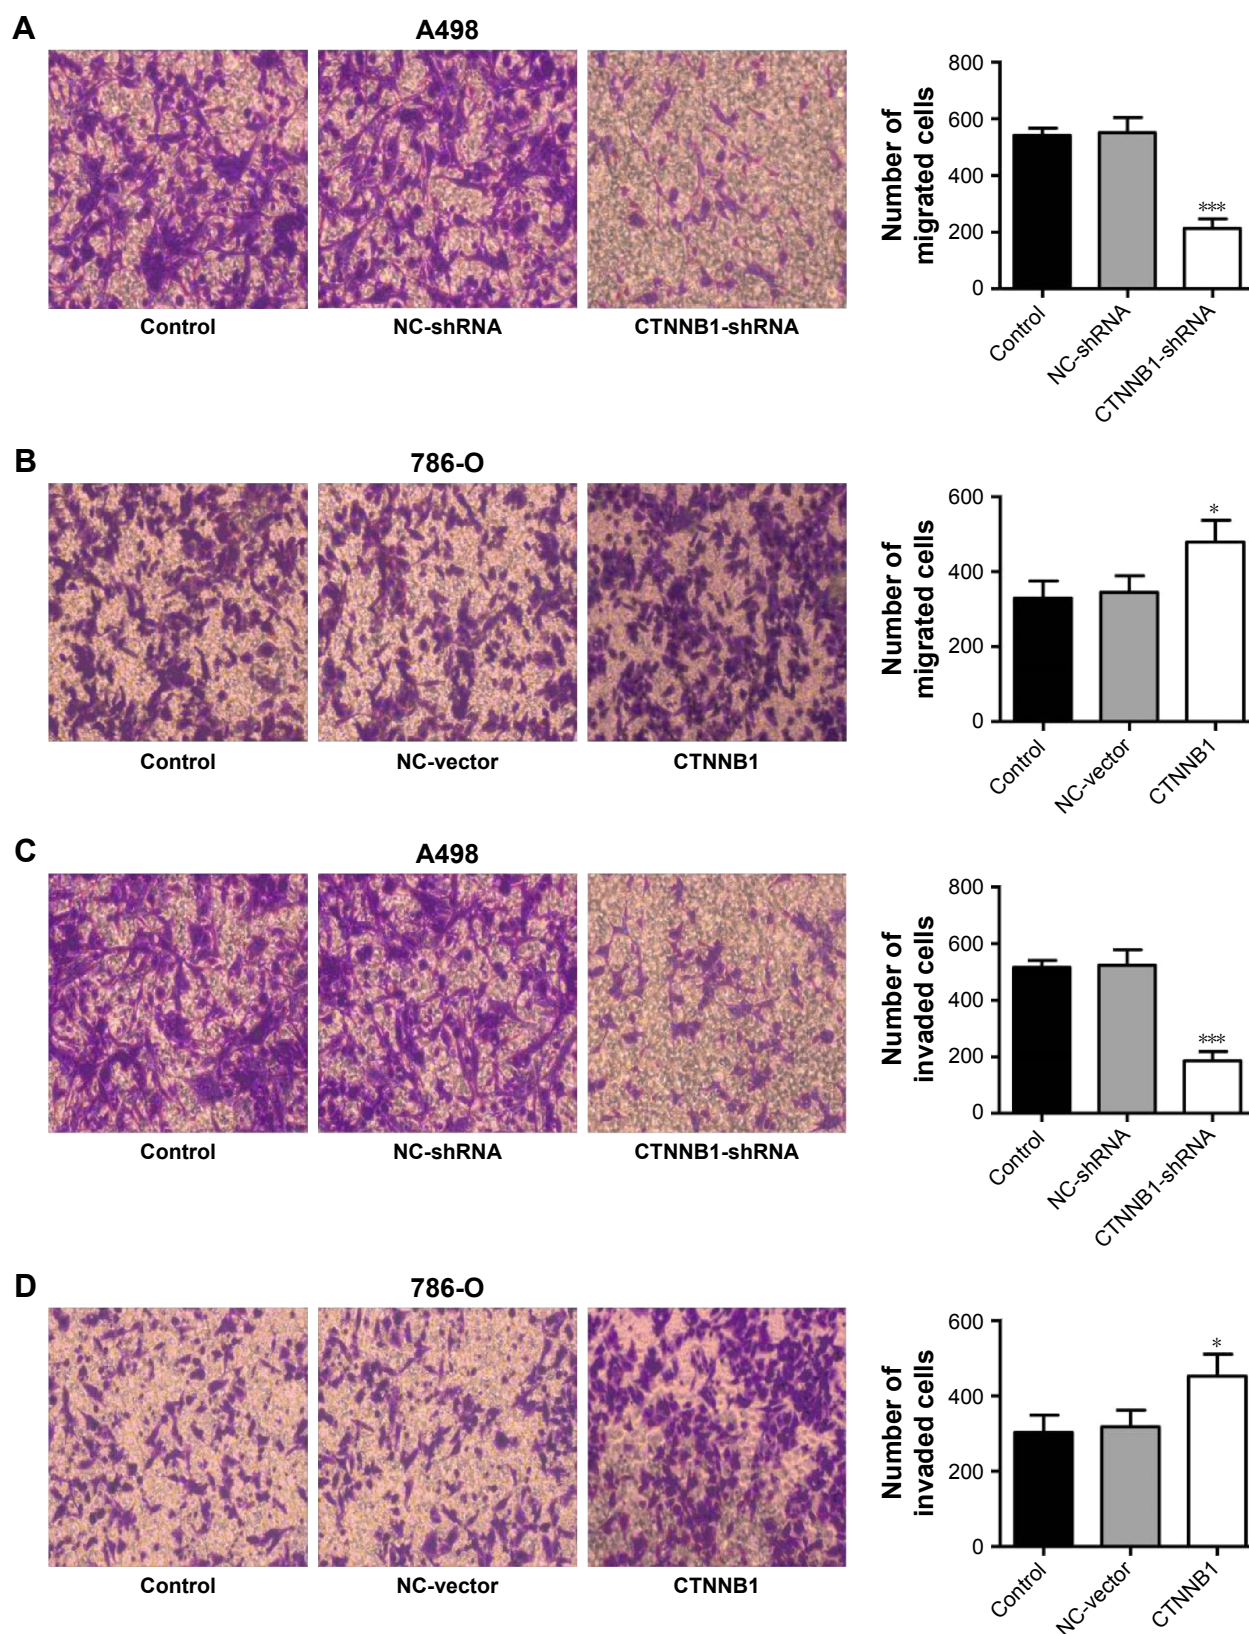 A
A498
Control
NC-shRNA
CTNNB1-shRNA
Number of
migrated cells
800
600
400
200
0
***
Control
NC-shRNA
CTNNB1-shRNA
B
786-O
Control
NC-vector
CTNNB1
Number of
migrated cells
600
400
200
0
*
Control
NC-vector
CTNNB1
C
A498
Control
NC-shRNA
CTNNB1-shRNA
Number of
invaded cells
800
600
400
200
0
***
Control
NC-shRNA
CTNNB1-shRNA
D
786-O
Control
NC-vector
CTNNB1
Number of
invaded cells
600
400
200
0
*
Control
NC-vector
CTNNB1